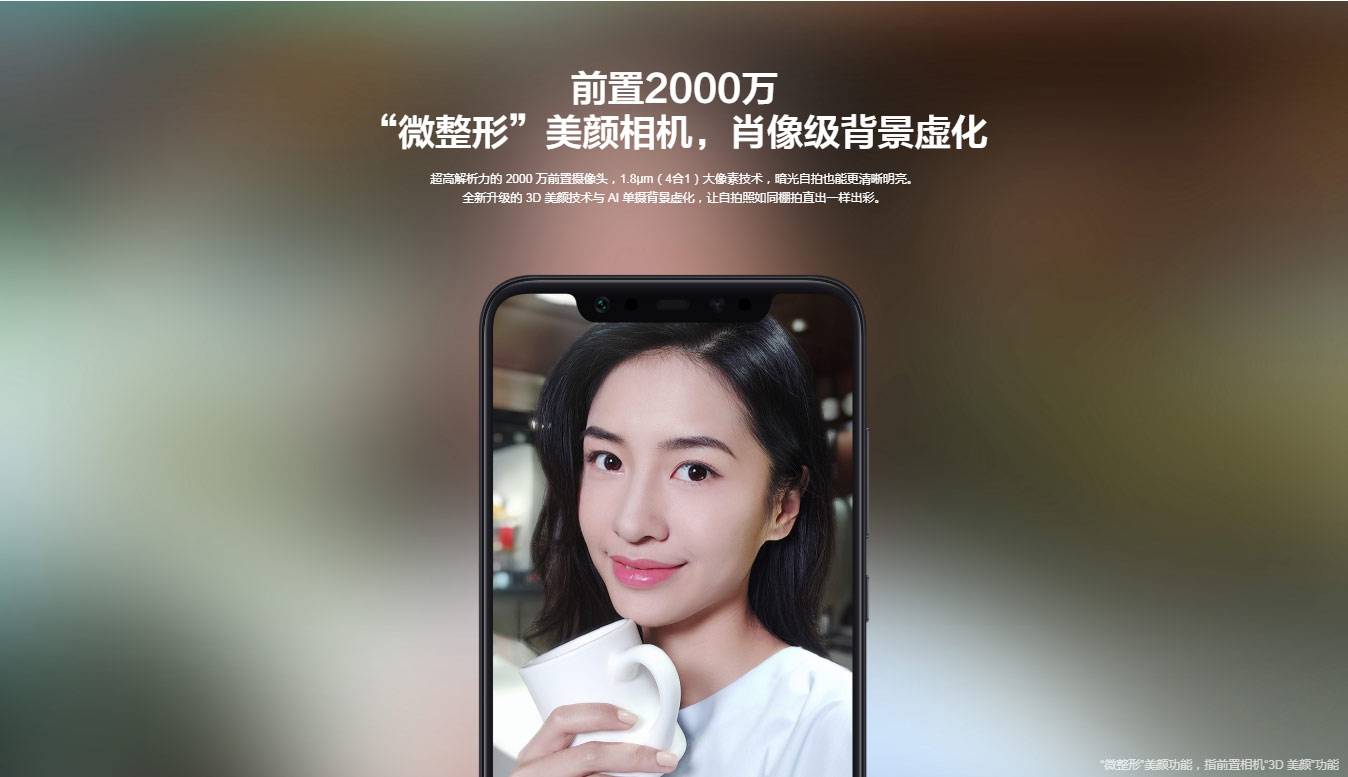 前置2000万
“微整形”美颜相机，肖像级背景虚化
超高解析力的 2000 万前置摄像头，1.8μm（4合1）大像素技术，暗光自拍也能更清晰明亮。
全新升级的 3D 美颜技术与 AI 单摄背景虚化，让自拍照如同棚拍直出一样出彩。
“微整形”美颜功能，指前置相机“3D 美颜”功能